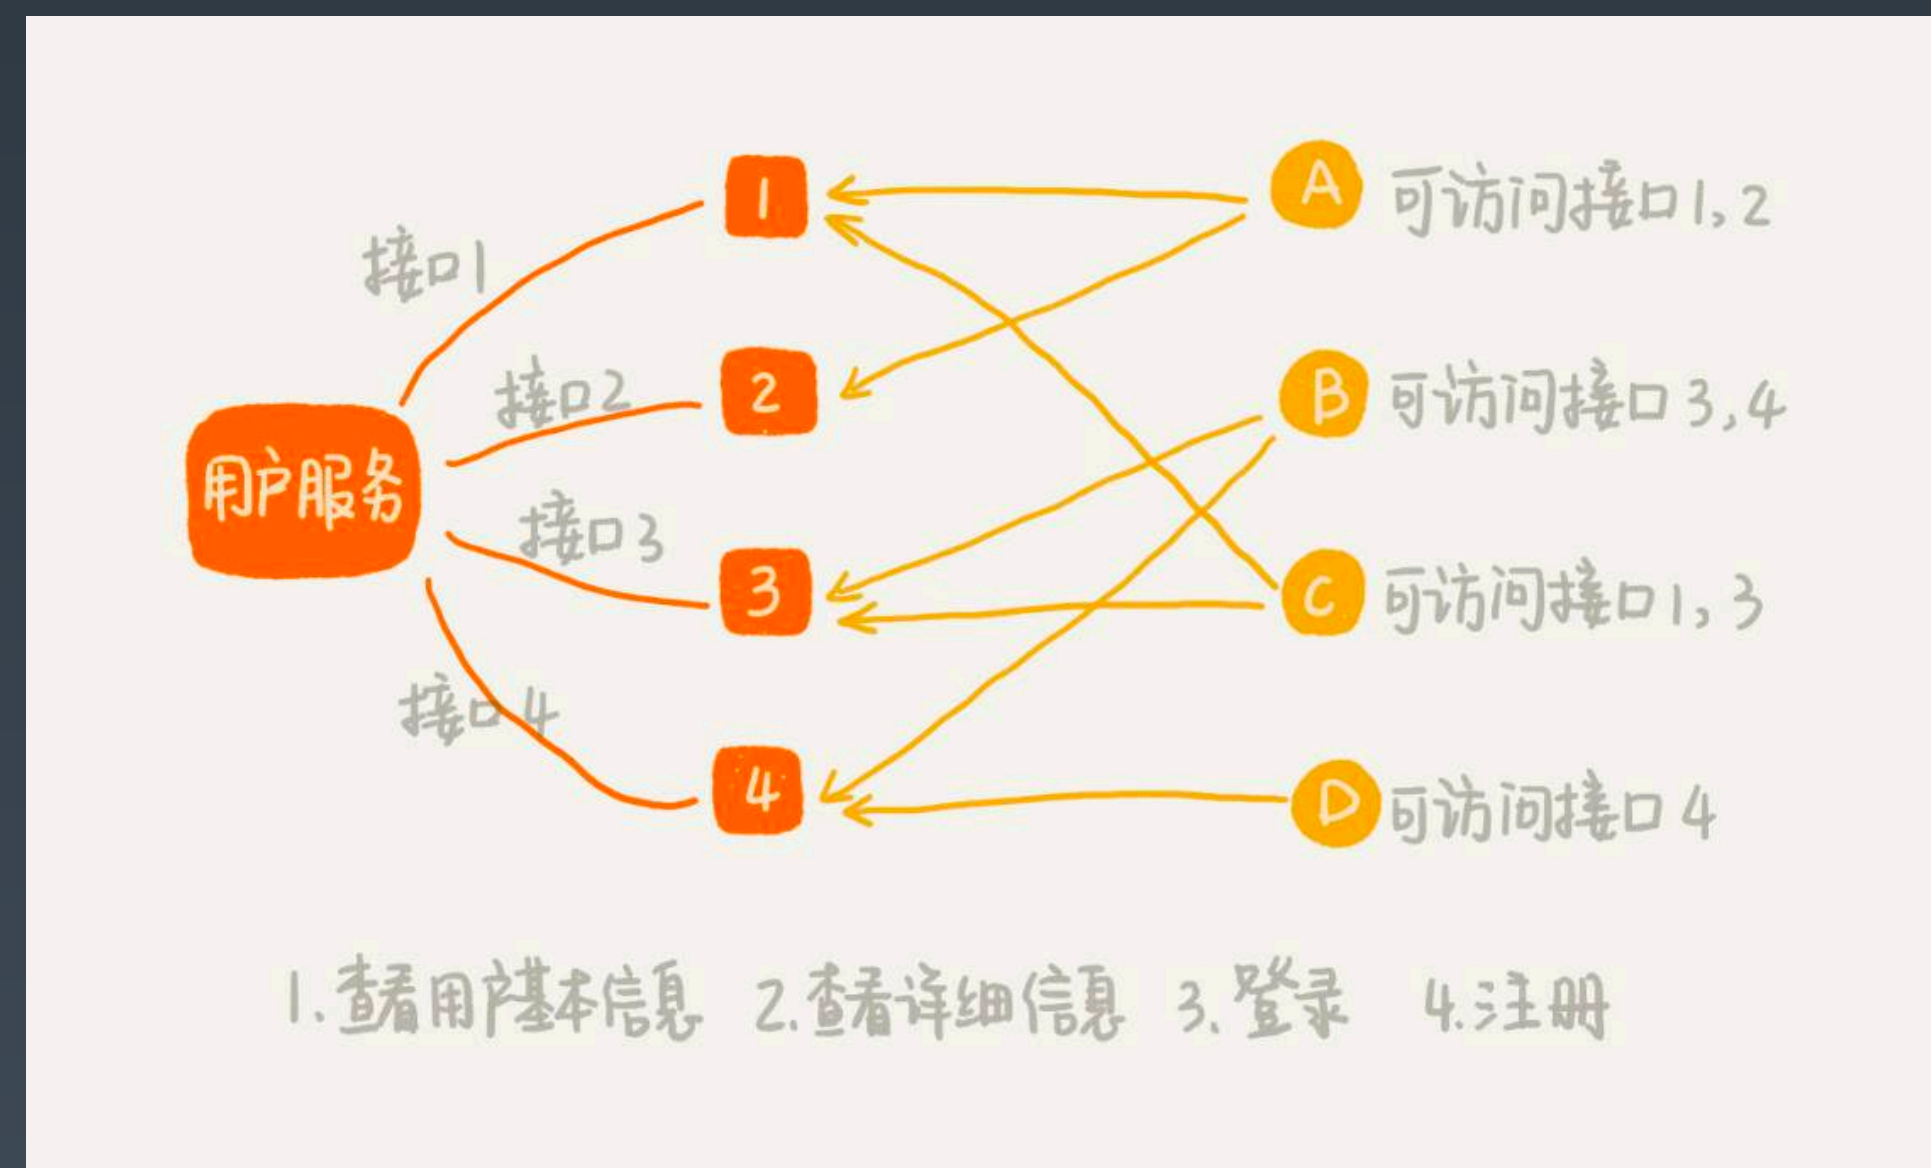 1
A 可访问接口1,2
接口1
2
B 可访问接口3,4
接口2
用户服务
接口3
3
C 可访问接口1,3
接口4
4
D 可访问接口4
1.查看用户基本信息 2.查看详细信息 3.登录 4.注册